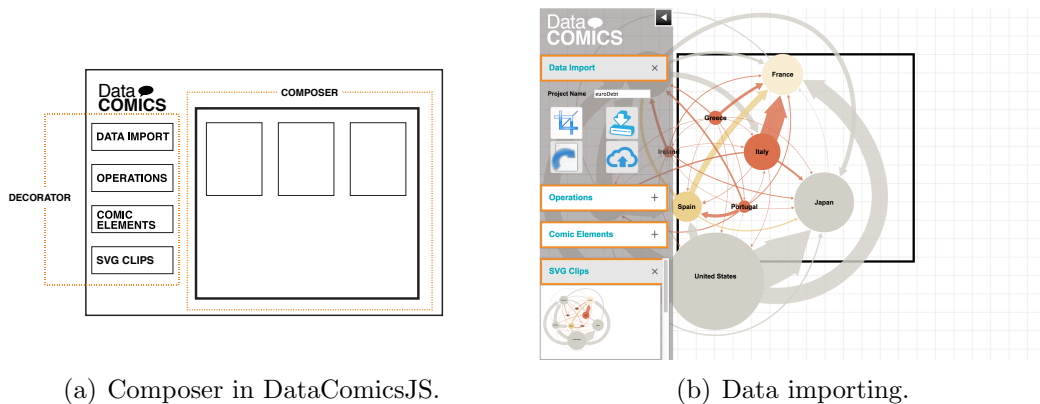 Data
COMICS
COMPOSER
DATA IMPORT
OPERATIONS
DECORATOR
COMIC
ELEMENTS
SVG CLIPS
(a) Composer in DataComicsJS.
Data
COMICS
Data Import ×
Project Name euroDebt
Operations +
Comic Elements +
SVG Clips ×
France
Greece
Ireland
Italy
Spain
Portugal
Japan
United States
(b) Data importing.